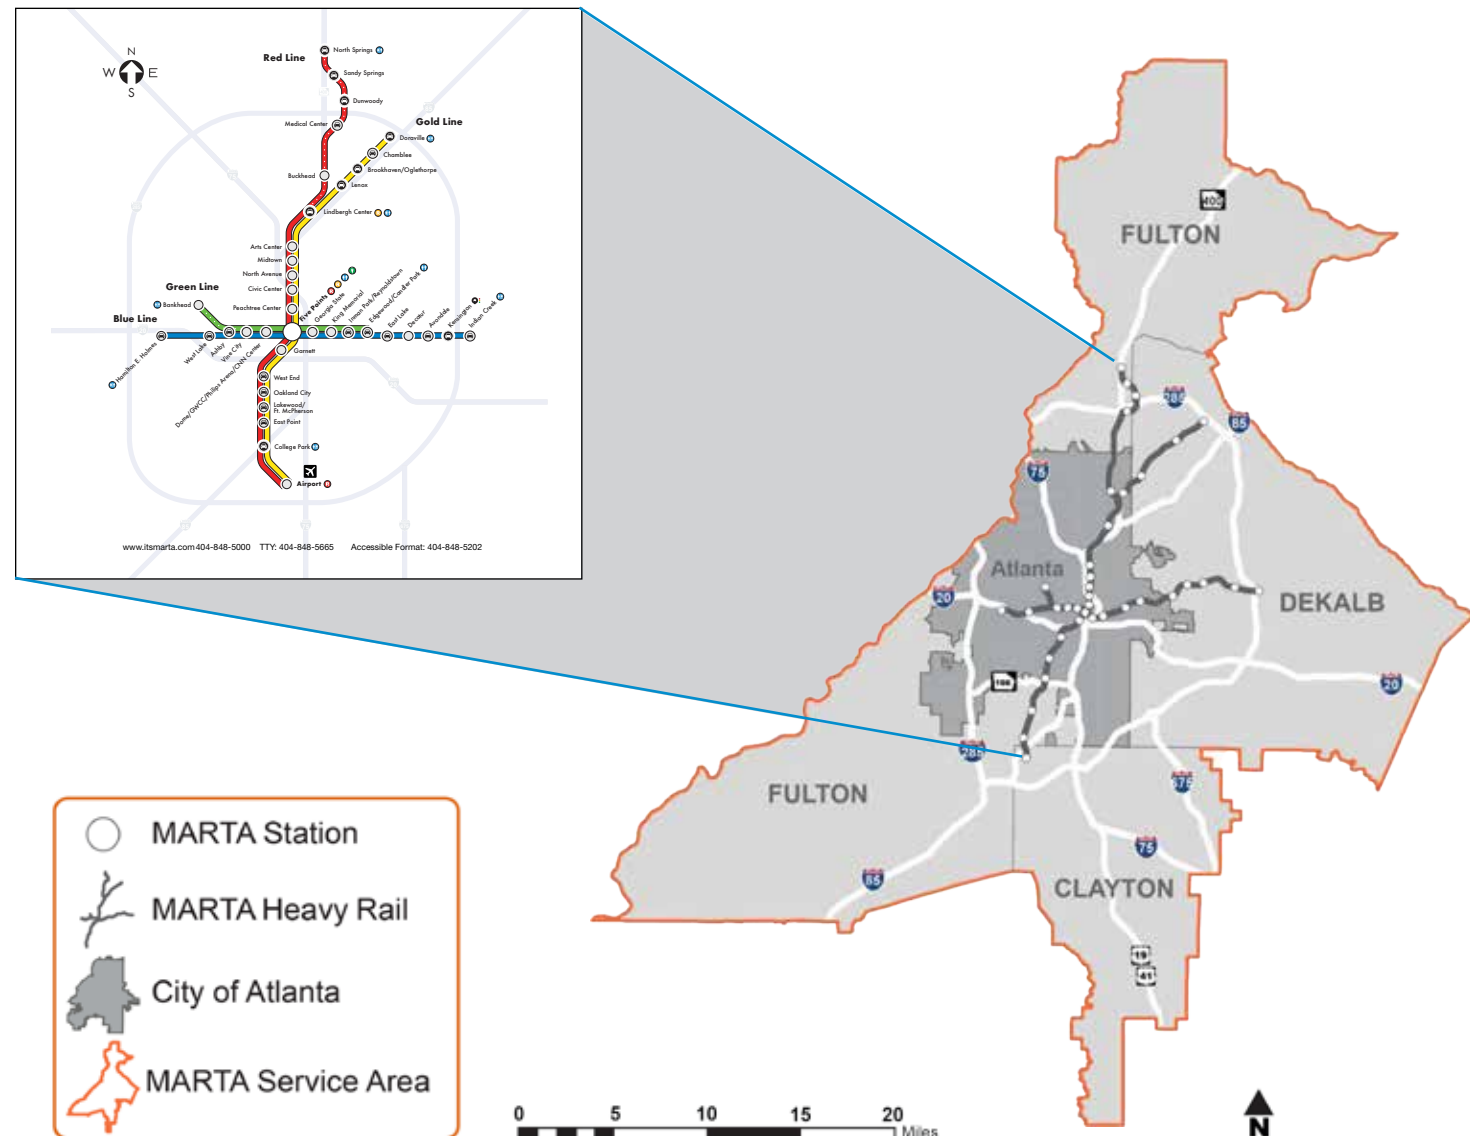 N
W E
S
Red Line
North Springs
Sandy Springs
Dunwoody
Medical Center
Gold Line
Doraville
Chamblee
Brookhaven/Oglethorpe
Buckhead
Lenox
Lindbergh Center
Arts Center
Midtown
North Avenue
Civic Center
Peachtree Center
Green Line
Bankhead
Blue Line
Hamilton E. Holmes
West Lake
Ashby
Vine City
Dome/GWCC/Philips Arena/CNN Center
Five Points
Georgia State
King Memorial
Inman Park/Reynoldstown
Edgewood/Candler Park
East Lake
Decatur
Avondale
Kensington
Indian Creek
Garnett
West End
Oakland City
Lakewood/
Ft. McPherson
East Point
College Park
Airport
www.itsmarta.com 404-848-5000 TTY: 404-848-5665 Accessible Format: 404-848-5202
400
FULTON
285
85
75
Atlanta
20
DEKALB
166
20
285
FULTON
675
75
85
CLAYTON
19
41
MARTA Station
MARTA Heavy Rail
City of Atlanta
MARTA Service Area
0 5 10 15 20
Miles
N